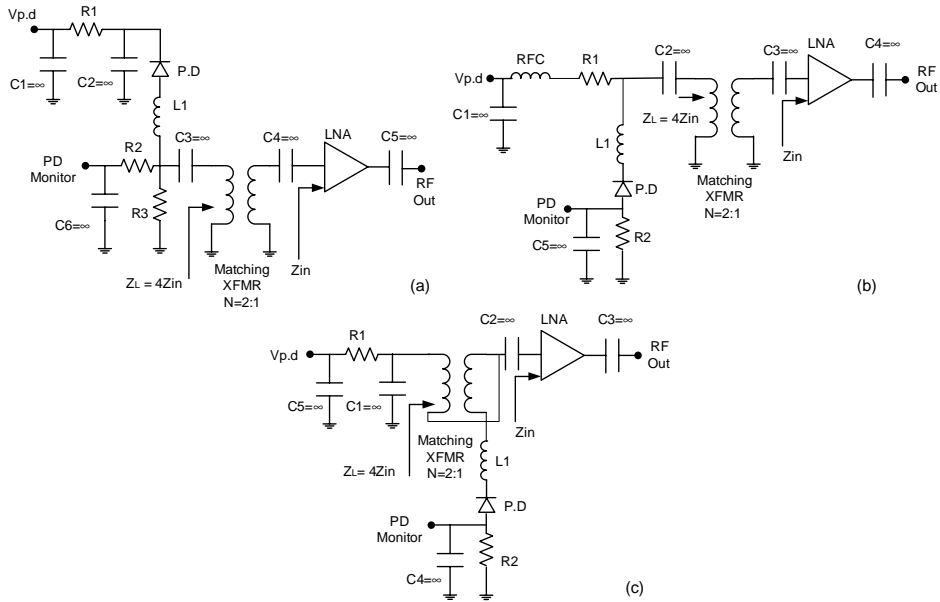 Vp.d
R1
C1=∞
C2=∞
P.D
L1
PD
Monitor
R2
C3=∞
C4=∞
LNA
C5=∞
RF
Out
C6=∞
R3
ZL = 4Zin
Matching
XFMR
N=2:1
Zin
(a)
Vp.d
RFC
R1
C2=∞
C3=∞
LNA
C4=∞
RF
Out
C1=∞
ZL = 4Zin
L1
Zin
P.D
Matching
XFMR
N=2:1
PD
Monitor
C5=∞
R2
(b)
Vp.d
R1
C2=∞
LNA
C3=∞
RF
Out
C5=∞
C1=∞
Zin
ZL= 4Zin
Matching
XFMR
N=2:1
L1
P.D
PD
Monitor
C4=∞
R2
(c)